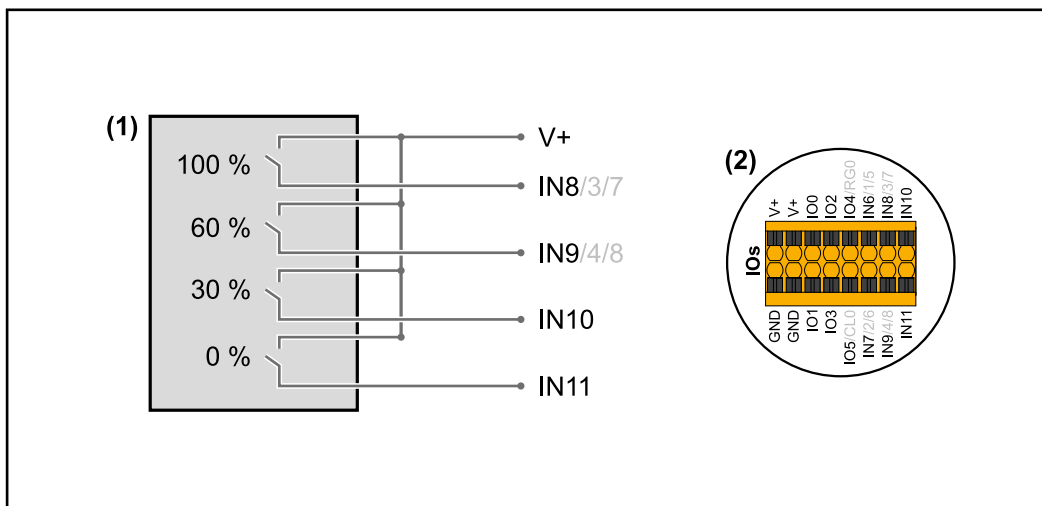 (1)
100 %
60 %
30 %
0 %
V+
IN8/3/7
IN9/4/8
IN10
IN11
(2)
V+
V+
IO0
IO2
IO4/RG0
IN6/1/5
IN8/3/7
IN10
IOs
GND
GND
IO1
IO3
IO5/CL0
IN7/2/6
IN9/4/8
IN11